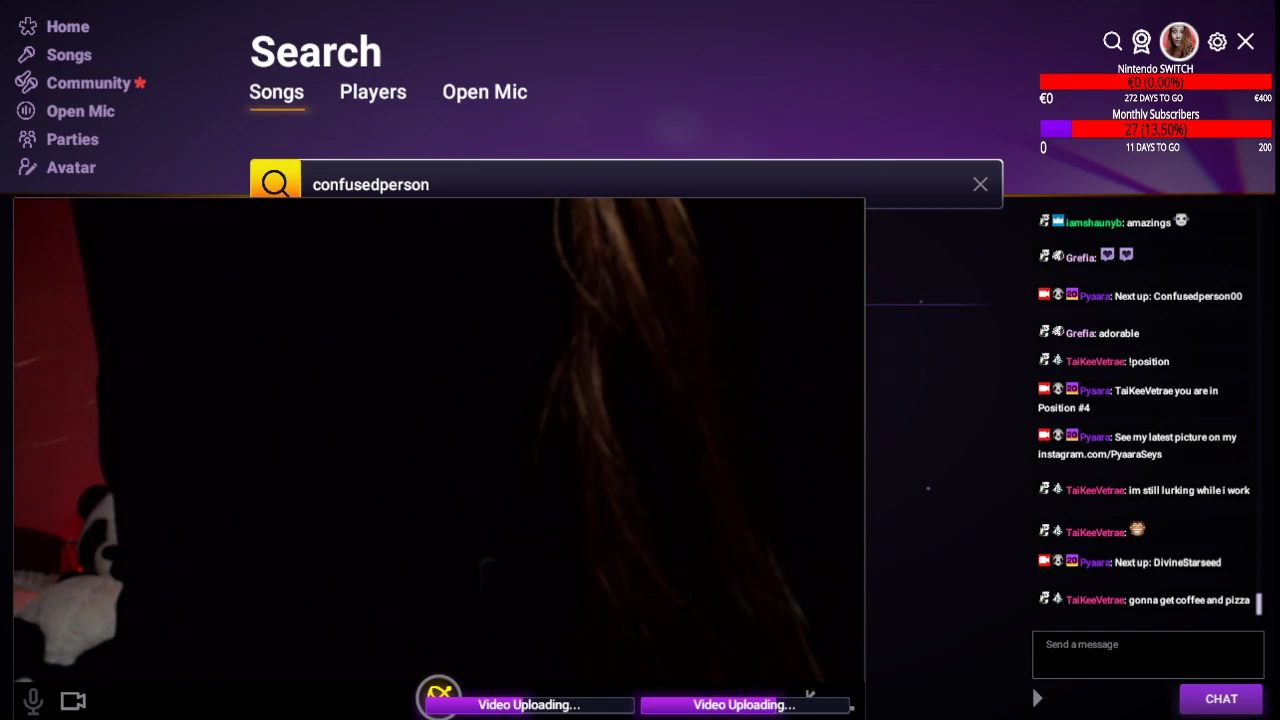 Home
Songs
Community *
Open Mic
Parties
Avatar
Search
Songs Players Open Mic
confusedperson
Nintendo SWITCH
€0 (0.00%)
€0 272 DAYS TO GO €400
Monthly Subscribers
27 (13.50%)
0 11 DAYS TO GO 200
iamshaunyb: amazings
Grefia:
20 Pyaara: Next up: Confusedperson00
Grefia: adorable
TaiKeeVetrae: !position
20 Pyaara: TaiKeeVetrae you are in
Position #4
20 Pyaara: See my latest picture on my
instagram.com/PyaaraSeys
TaiKeeVetrae: im still lurking while i work
TaiKeeVetrae:
20 Pyaara: Next up: DivineStarseed
TaiKeeVetrae: gonna get coffee and pizza
Send a message
CHAT
Video Uploading... Video Uploading...